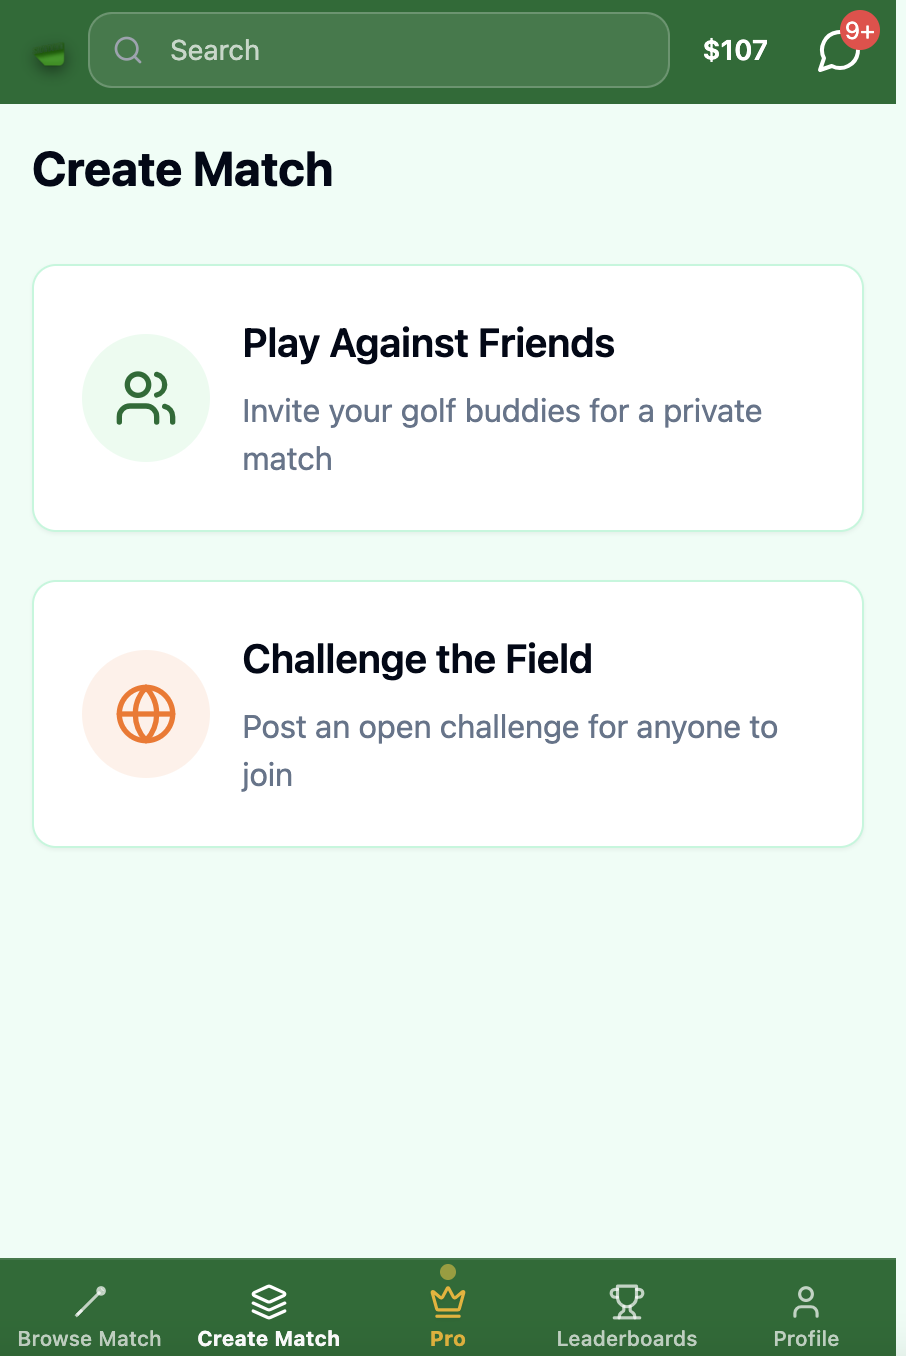 Search
$107
9+
Create Match
Play Against Friends
Invite your golf buddies for a private
match
Challenge the Field
Post an open challenge for anyone to
join
Browse Match
Create Match
Pro
Leaderboards
Profile